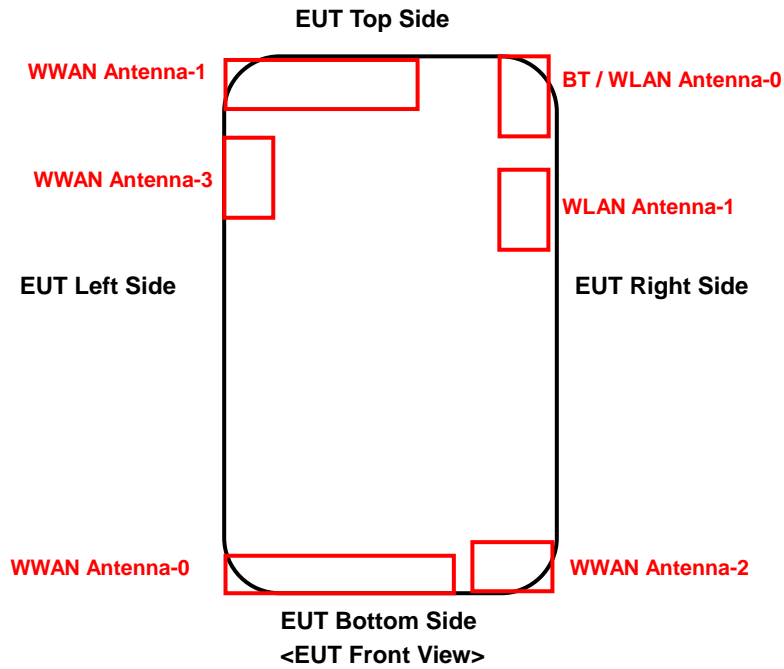 EUT Top Side
WWAN Antenna-1
BT / WLAN Antenna-0
WWAN Antenna-3
WLAN Antenna-1
EUT Left Side
EUT Right Side
WWAN Antenna-0
WWAN Antenna-2
EUT Bottom Side
<EUT Front View>